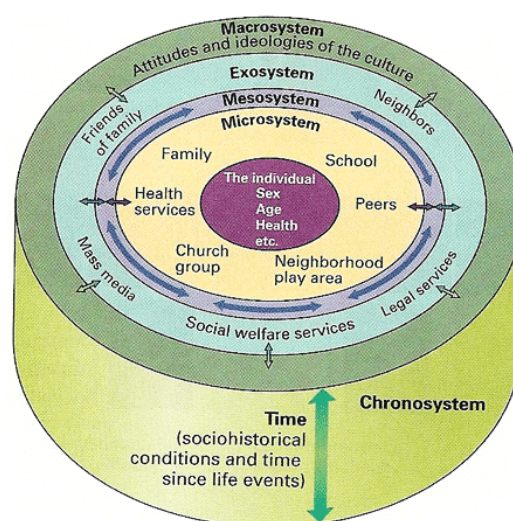 Macrosystem
Attitudes and ideologies of the culture
Exosystem
Mesosystem
Microsystem
Friends
of family
Neighbors
Family
School
The individual
Sex
Age
Health
etc.
Health
services
Peers
Church
group
Neighborhood
play area
Mass media
Legal services
Social welfare services
Chronosystem
Time
(sociohistorical
conditions and time
since life events)